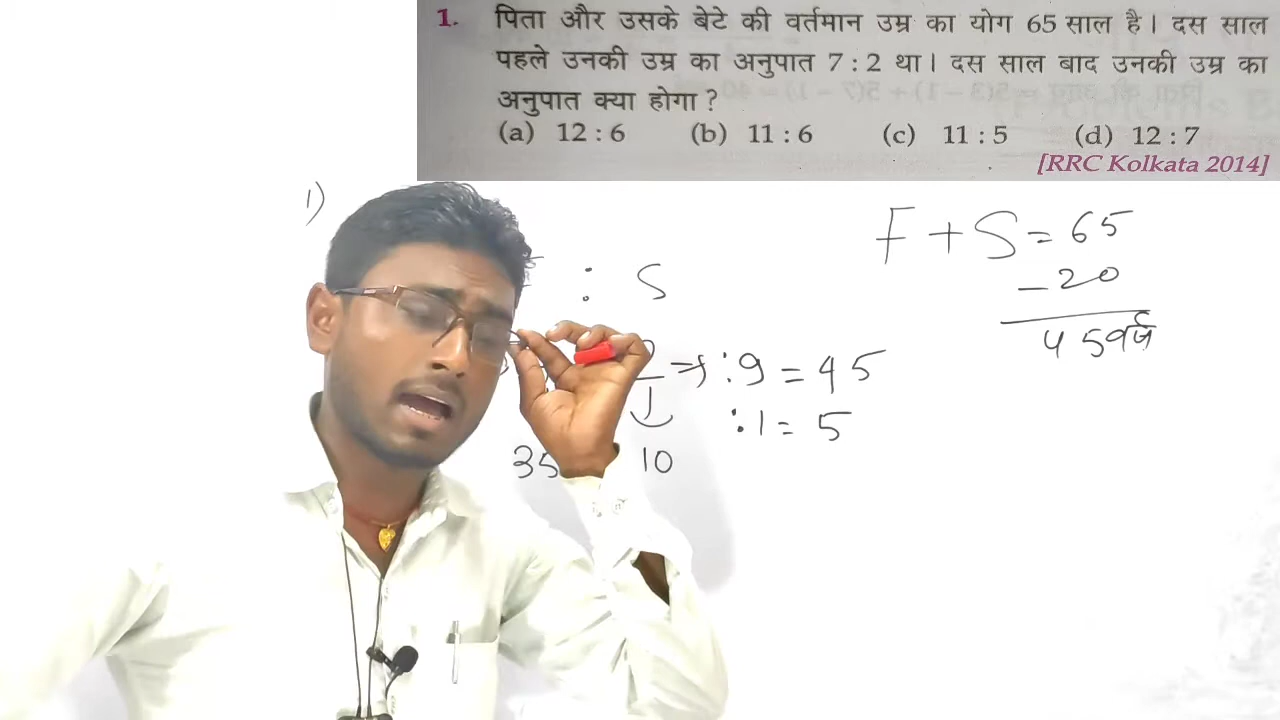 1. पिता और उसके बेटे की वर्तमान उम्र का योग 65 साल है। दस साल
पहले उनकी उम्र का अनुपात 7 : 2 था। दस साल बाद उनकी उम्र का
अनुपात क्या होगा ?
(a) 12 : 6 (b) 11 : 6 (c) 11 : 5 (d) 12 : 7
[RRC Kolkata 2014]
1)
F + S = 65
- 20
45 वर्ष
: S
: 9 = 45
: 1 = 5
35 10